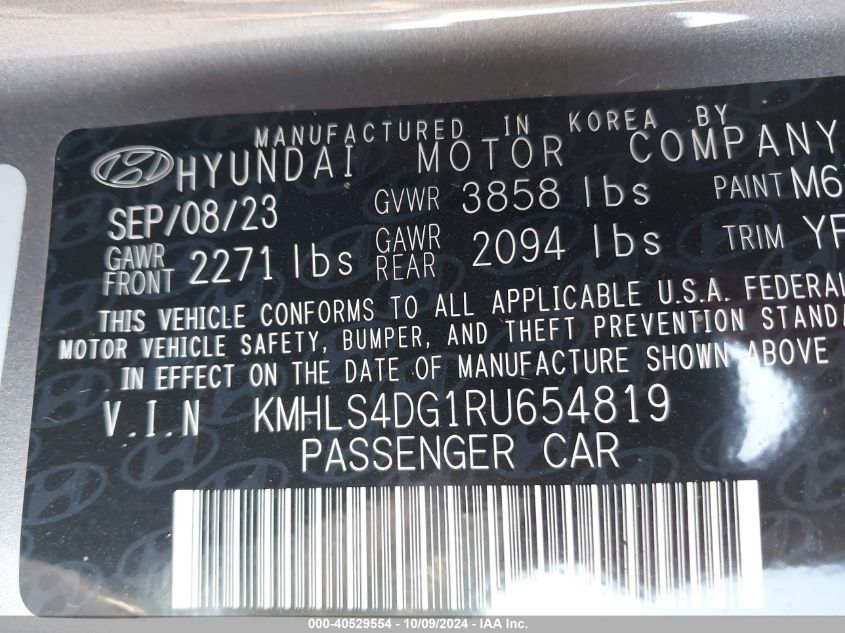 MANUFACTURED IN KOREA BY
HYUNDAI MOTOR COMPANY
SEP/08/23 GVWR 3858 lbs PAINT M6
GAWR FRONT 2271 lbs GAWR REAR 2094 lbs TRIM YF
THIS VEHICLE CONFORMS TO ALL APPLICABLE U.S.A. FEDERAL
MOTOR VEHICLE SAFETY, BUMPER, AND THEFT PREVENTION STANDA
IN EFFECT ON THE DATE OF MANUFACTURE SHOWN ABOVE
V.I.N KMHLS4DG1RU654819
PASSENGER CAR
000-40529554 - 10/09/2024 - IAA Inc.